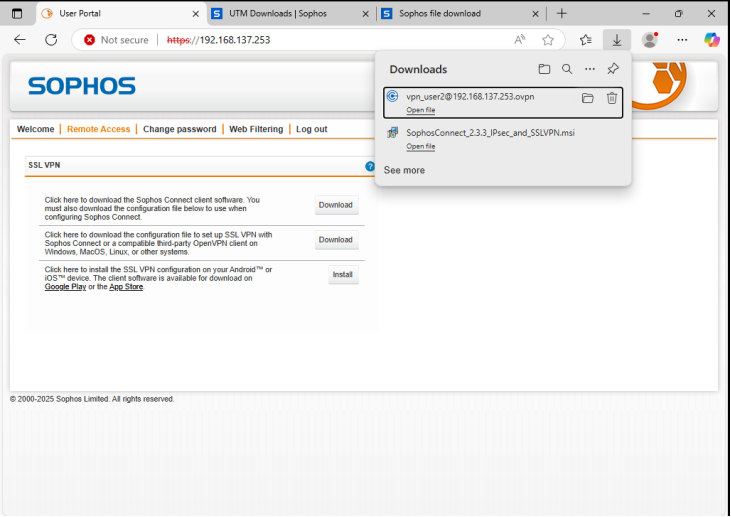 User Portal
UTM Downloads | Sophos
Sophos file download
Not secure
https://192.168.137.253
Downloads
vpn_user2@192.168.137.253.ovpn
Open file
SophosConnect_2.3.3_IPsec_and_SSLVPN.msi
Open file
See more
SOPHOS
Welcome | Remote Access | Change password | Web Filtering | Log out
SSL VPN
?
Click here to download the Sophos Connect client software. You
must also download the configuration file below to use when
configuring Sophos Connect.
Download
Click here to download the configuration file to set up SSL VPN with
Sophos Connect or a compatible third-party OpenVPN client on
Windows, MacOS, Linux, or other systems.
Download
Click here to install the SSL VPN configuration on your Android™ or
iOS™ device. The client software is available for download on
Google Play or the App Store.
Install
© 2000-2025 Sophos Limited. All rights reserved.